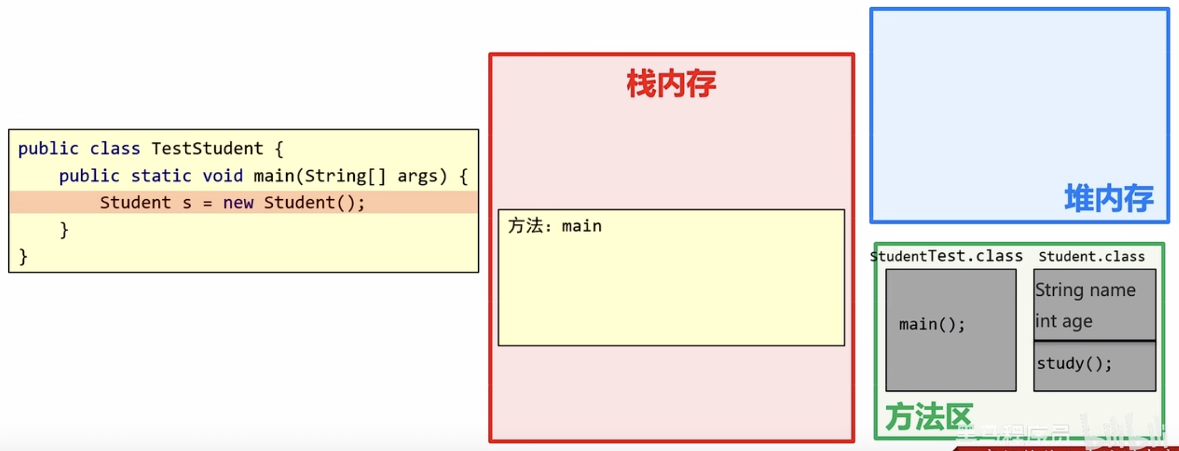 public class TestStudent {
public static void main(String[] args) {
Student s = new Student();
}
}
栈内存
方法: main
堆内存
StudentTest.class
Student.class
main();
String name
int age
study();
方法区